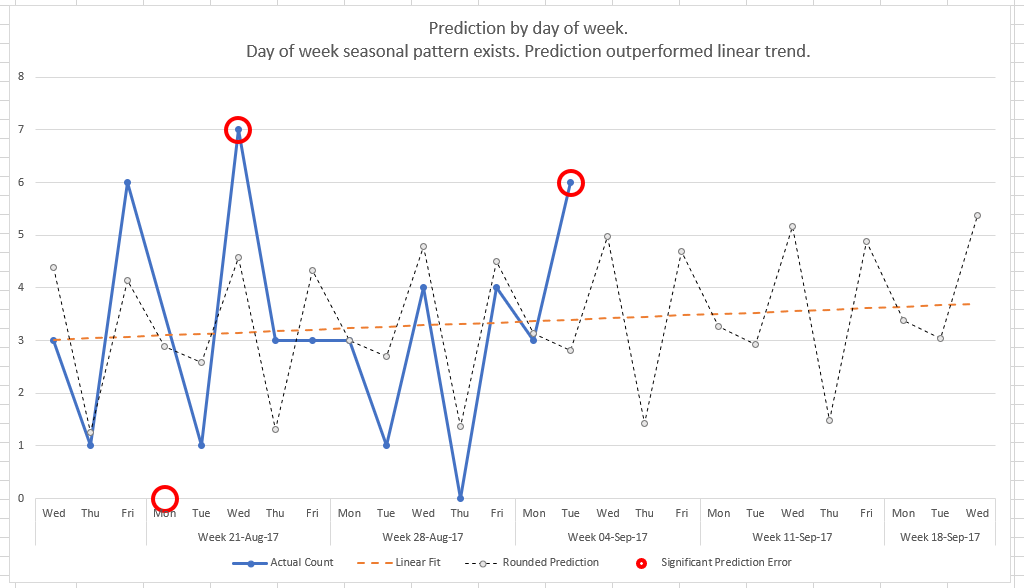 Prediction by day of week.
Day of week seasonal pattern exists. Prediction outperformed linear trend.
8
7
6
5
4
3
2
1
0
Wed Thu Fri Mon Tue Wed Thu Fri Mon Tue Wed Thu Fri Mon Tue Wed Thu Fri Mon Tue Wed Thu Fri Mon Tue Wed
Week 21-Aug-17 Week 28-Aug-17 Week 04-Sep-17 Week 11-Sep-17 Week 18-Sep-17
Actual Count Linear Fit Rounded Prediction Significant Prediction Error